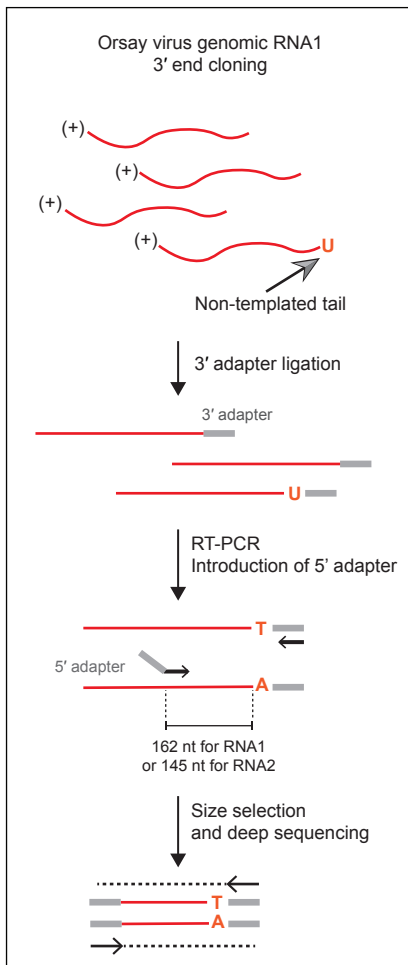 Orsay virus genomic RNA1
3′ end cloning
(+)
(+)
(+)
(+)
U
Non-templated tail
3′ adapter ligation
3′ adapter
U
RT-PCR
Introduction of 5’ adapter
T
5′ adapter
A
162 nt for RNA1
or 145 nt for RNA2
Size selection
and deep sequencing
T
A